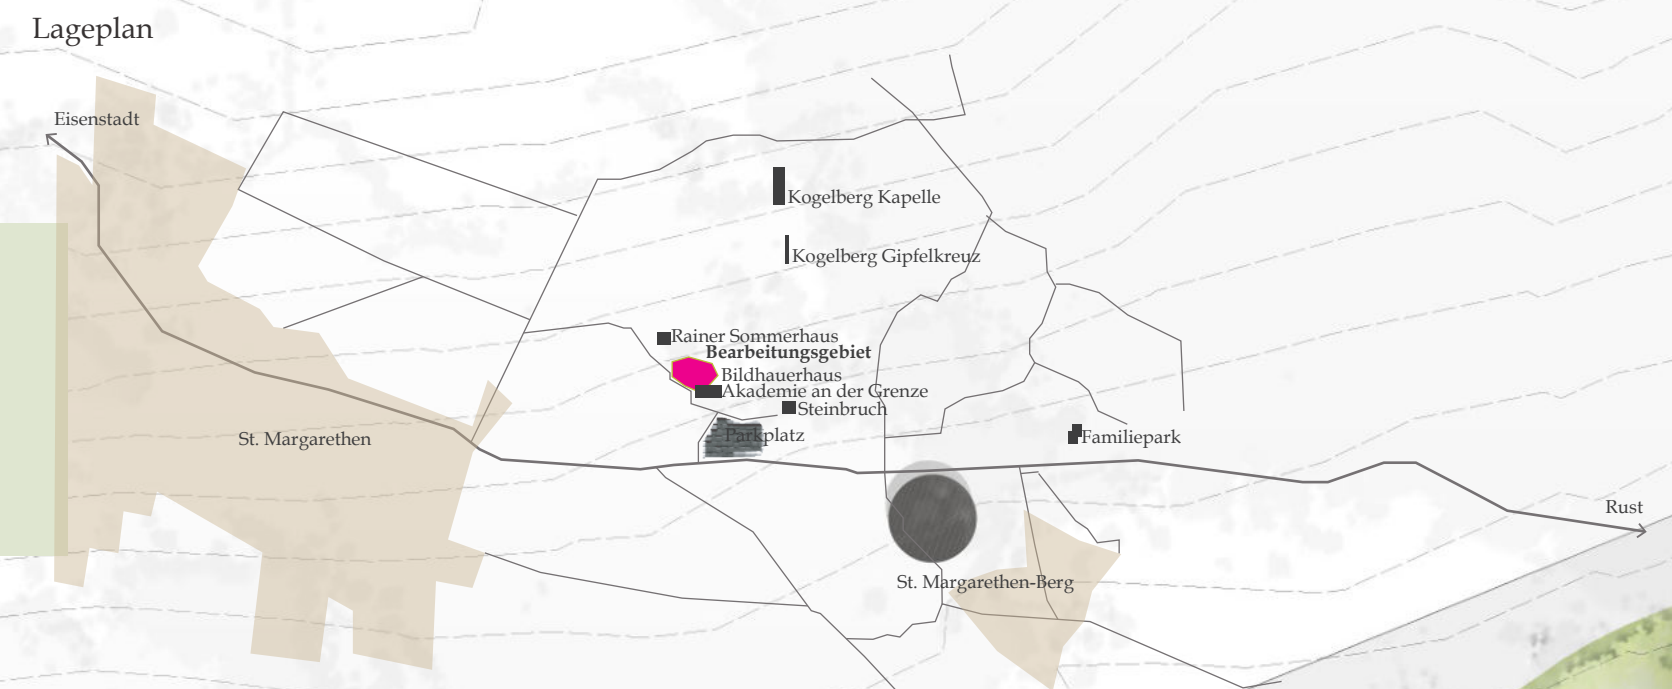 Lageplan
Eisenstadt
Kogelberg Kapelle
Kogelberg Gipfelkreuz
Rainer Sommerhaus
Bearbeitungsgebiet
Bildhauerhaus
Akademie an der Grenze
Steinbruch
Parkplatz
St. Margarethen
Familiepark
Rust
St. Margarethen-Berg